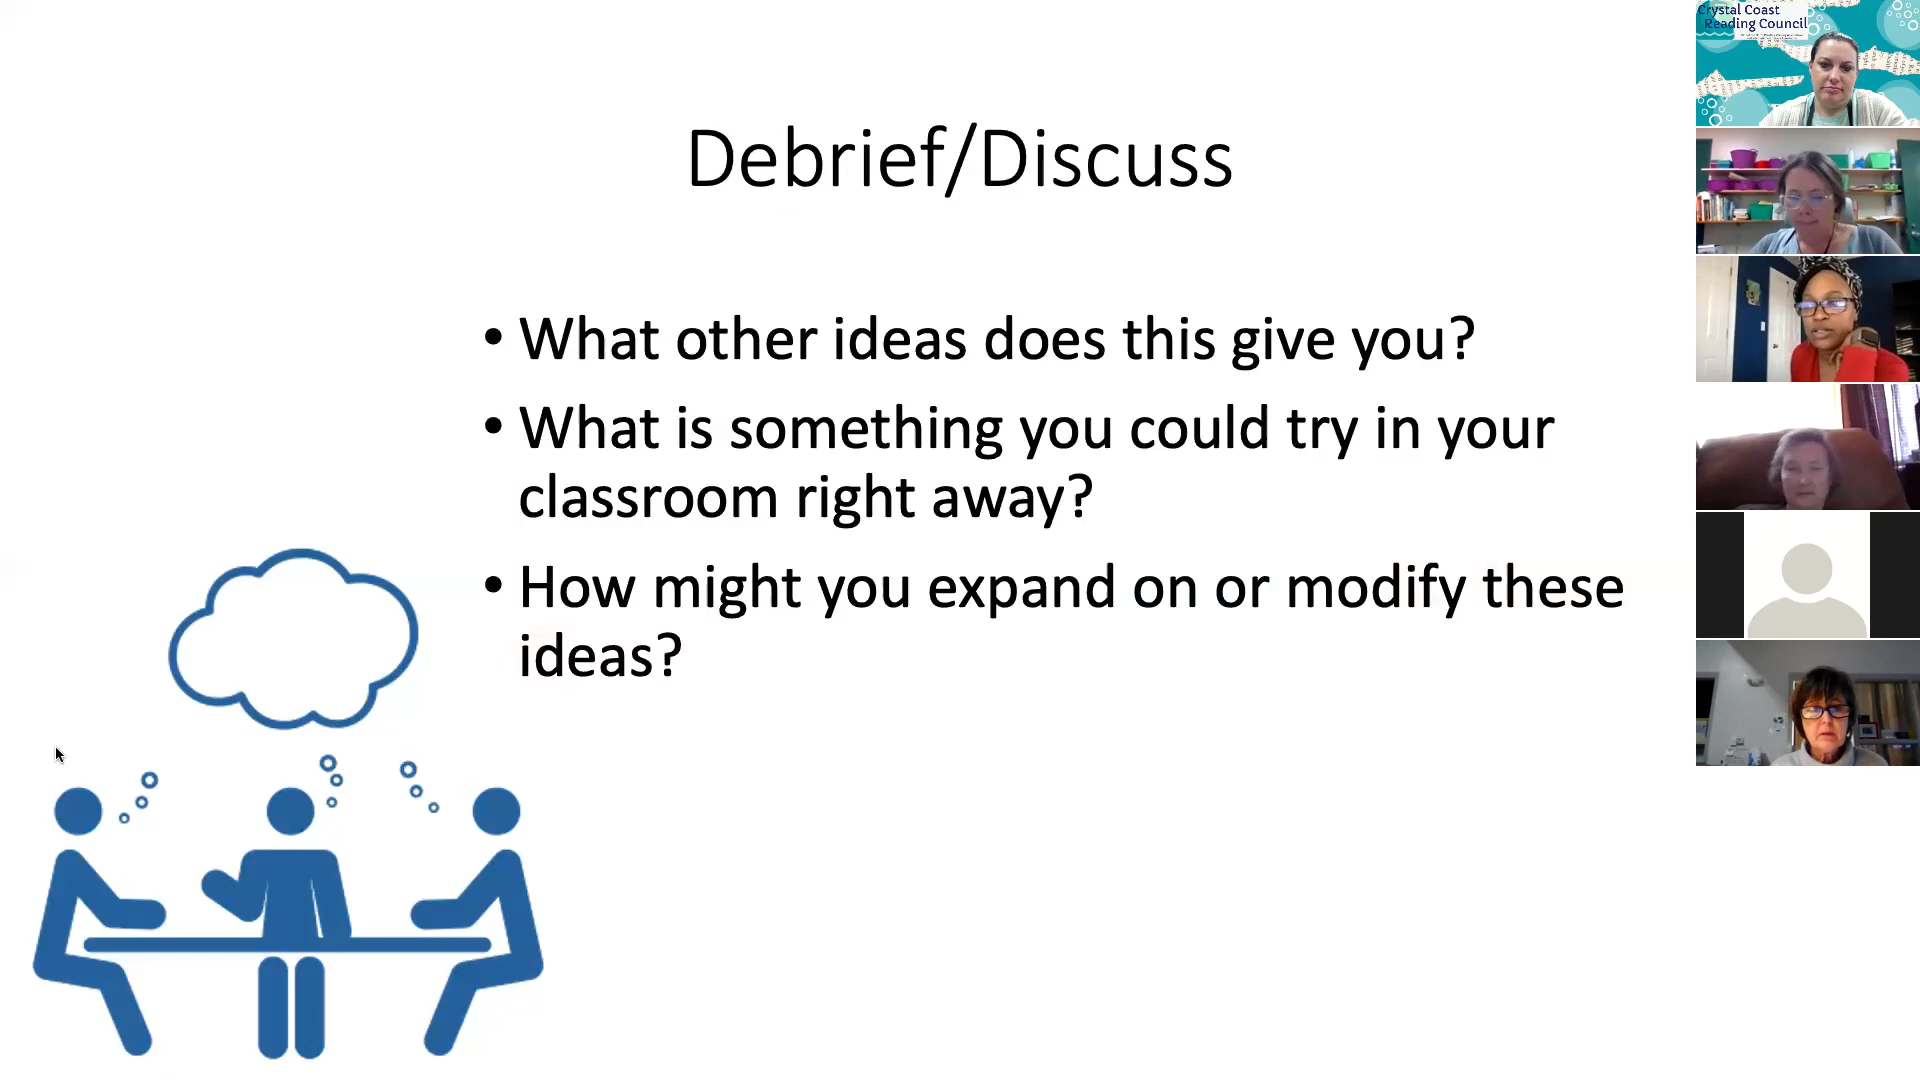 Debrief/Discuss
• What other ideas does this give you?
• What is something you could try in your
classroom right away?
• How might you expand on or modify these
ideas?
Crystal Coast
Reading Council